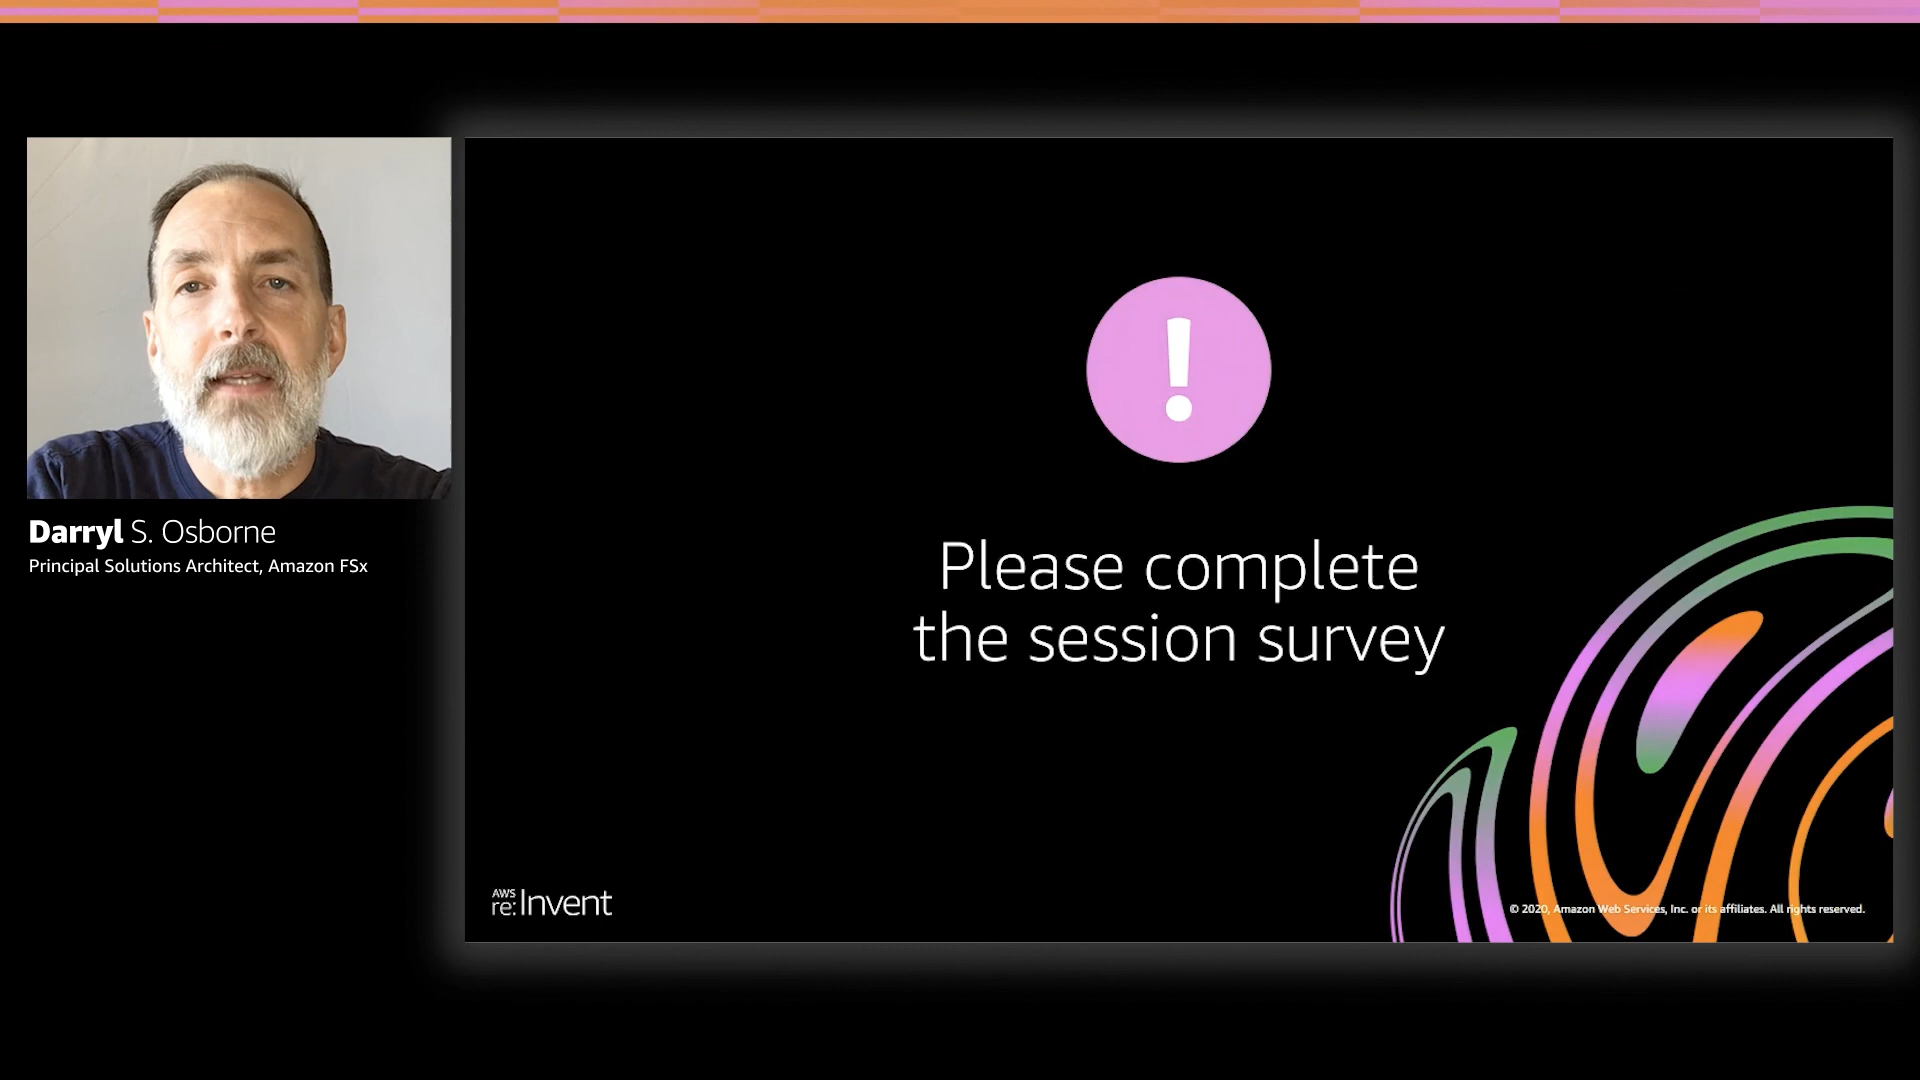 Darryl S. Osborne
Principal Solutions Architect, Amazon FSx
!
Please complete
the session survey
AWS
re:Invent
© 2020, Amazon Web Services, Inc. or its affiliates. All rights reserved.